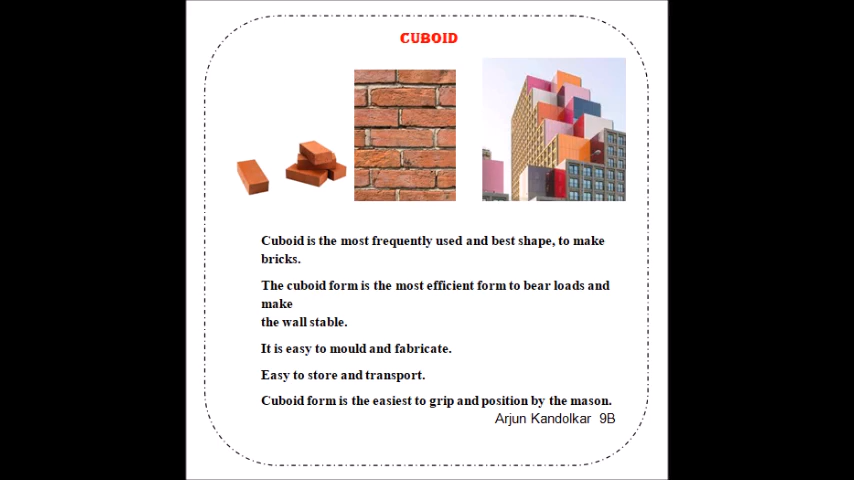 CUBOID
Cuboid is the most frequently used and best shape, to make
bricks.
The cuboid form is the most efficient form to bear loads and
make
the wall stable.
It is easy to mould and fabricate.
Easy to store and transport.
Cuboid form is the easiest to grip and position by the mason.
Arjun Kandolkar 9B